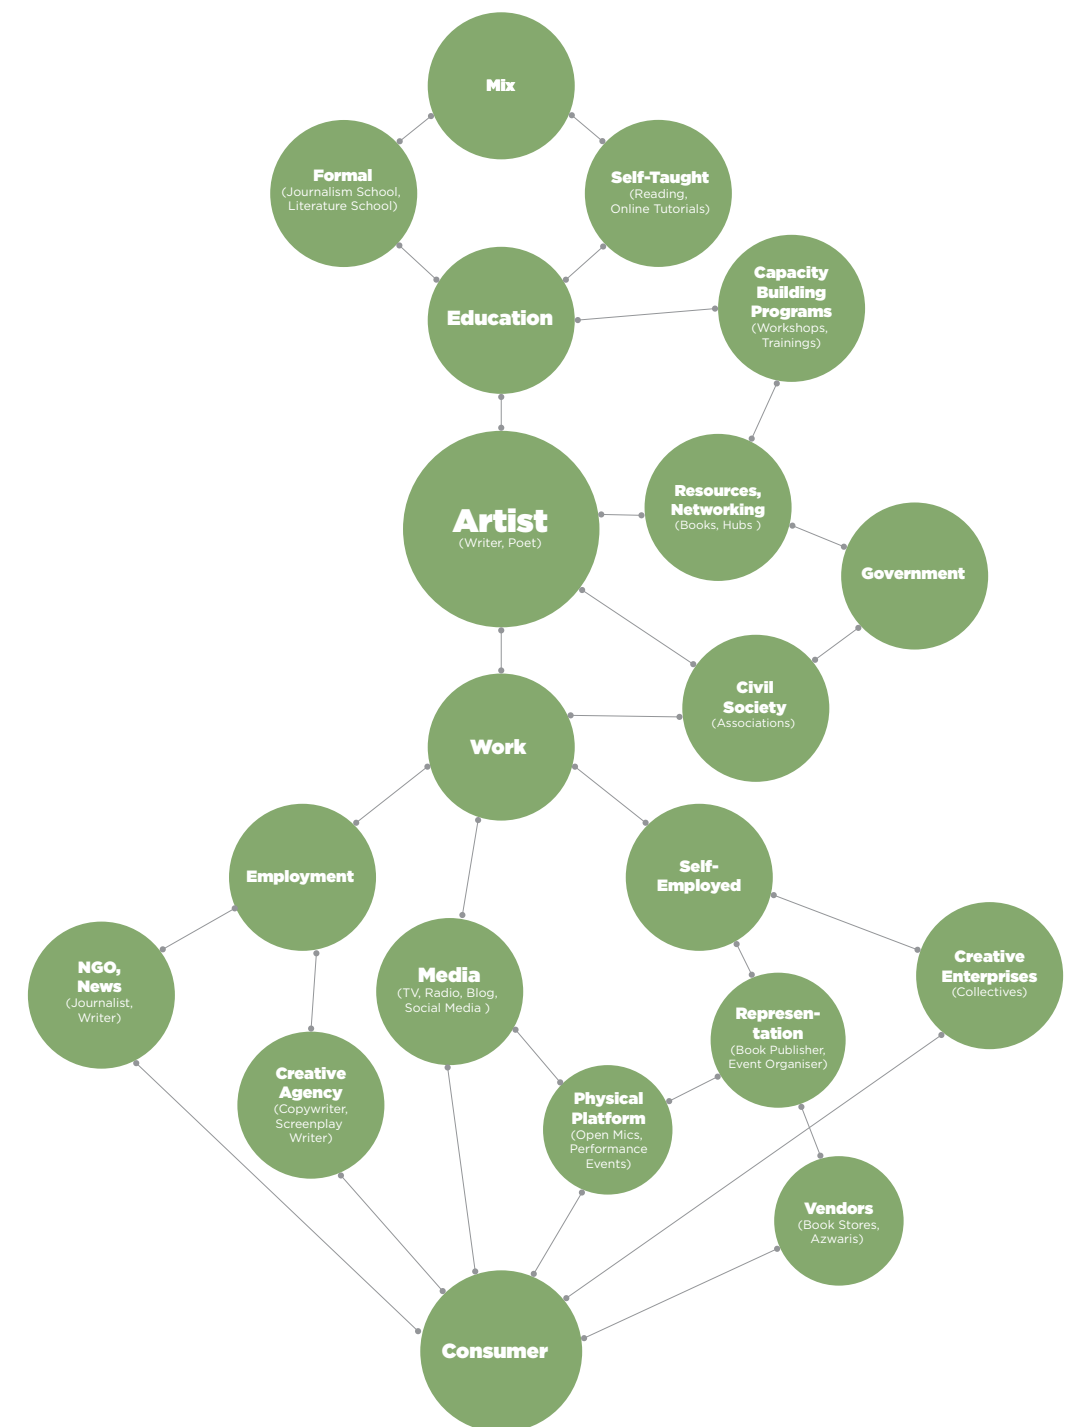 Mix
Formal
(Journalism School,
Literature School)
Self-Taught
(Reading,
Online Tutorials)
Capacity
Building
Programs
(Workshops,
Trainings)
Education
Artist
(Writer, Poet)
Resources,
Networking
(Books, Hubs )
Government
Civil
Society
(Associations)
Work
Employment
Self-
Employed
NGO,
News
(Journalist,
Writer)
Media
(TV, Radio, Blog,
Social Media )
Creative
Enterprises
(Collectives)
Represen-
tation
(Book Publisher,
Event Organiser)
Creative
Agency
(Copywriter,
Screenplay
Writer)
Physical
Platform
(Open Mics,
Performance
Events)
Vendors
(Book Stores,
Azwaris)
Consumer